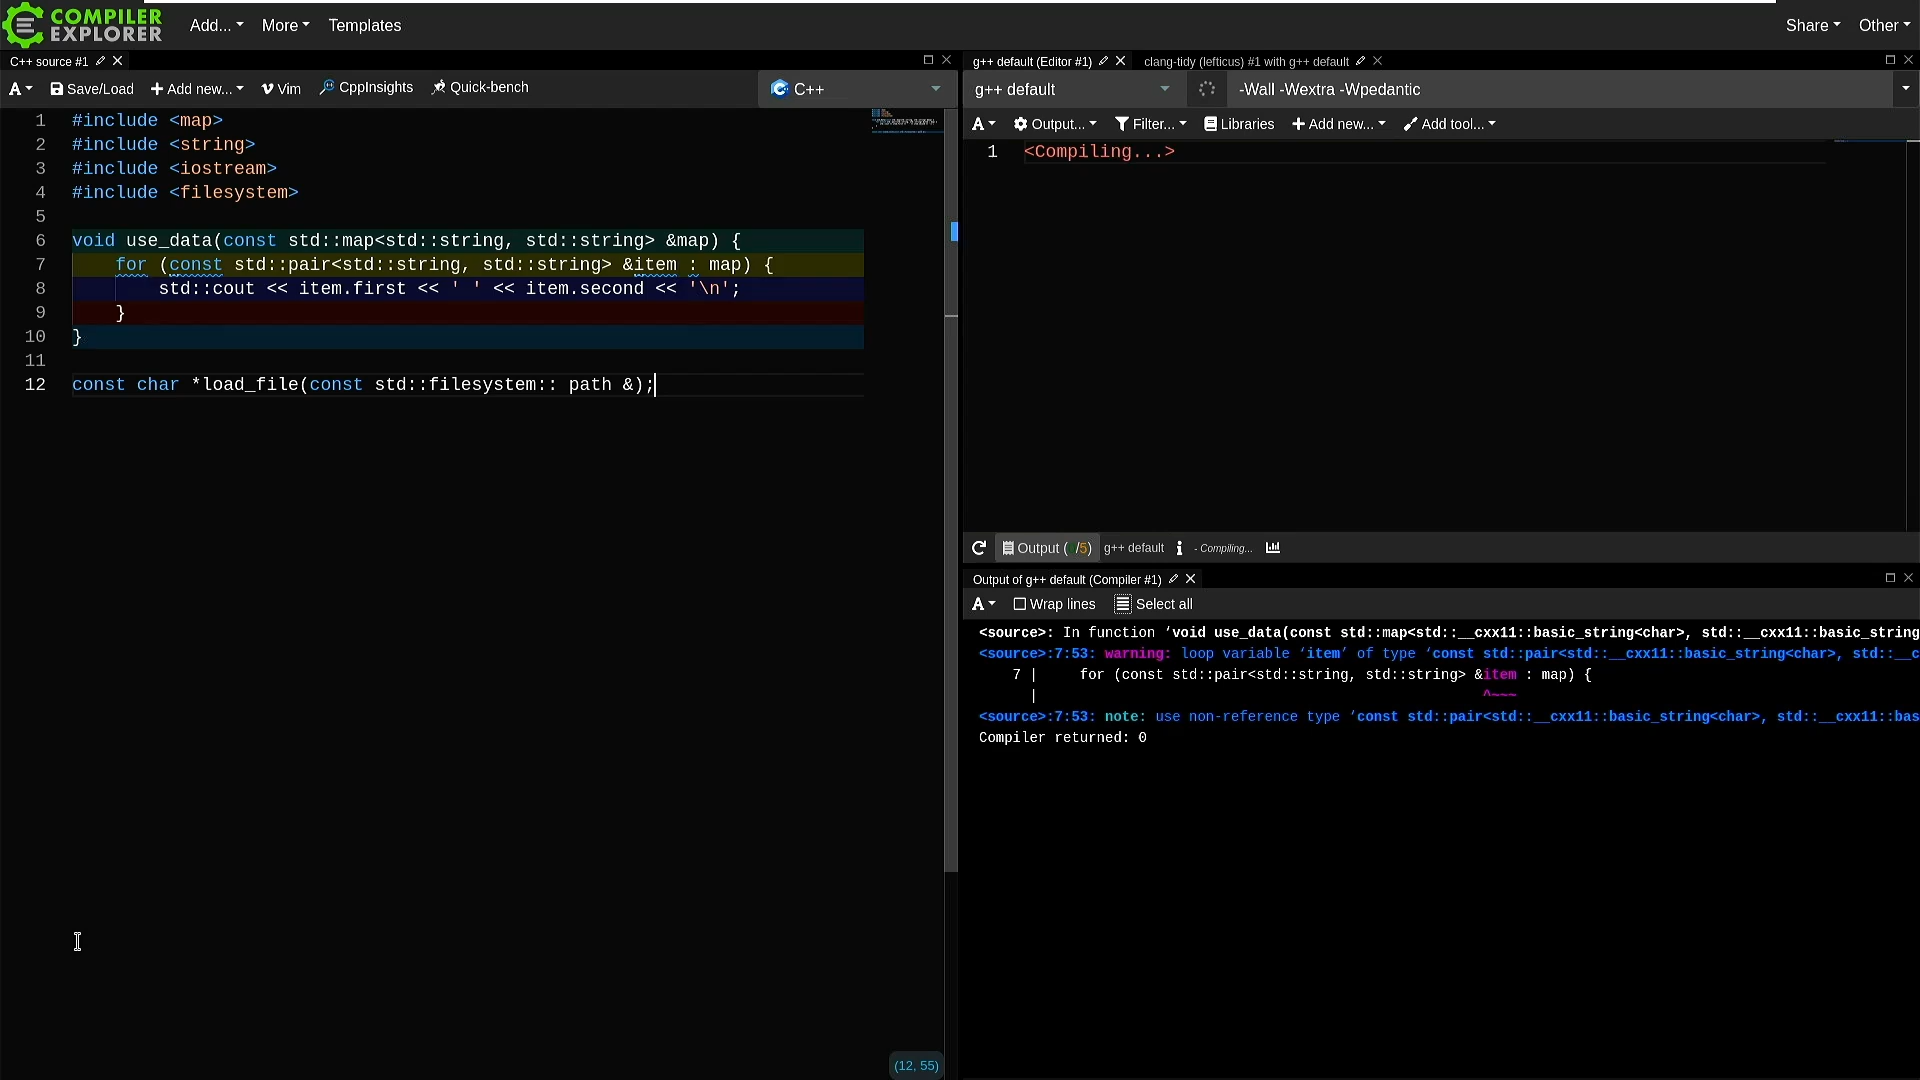 COMPILER
EXPLORER
Add... More Templates
Share Other
C++ source #1
A Save/Load Add new... Vim CppInsights Quick-bench
C++
1 #include <map>
2 #include <string>
3 #include <iostream>
4 #include <filesystem>
5
6 void use_data(const std::map<std::string, std::string> &map) {
7     for (const std::pair<std::string, std::string> &item : map) {
8         std::cout << item.first << ' ' << item.second << '\n';
9     }
10 }
11
12 const char *load_file(const std::filesystem:: path &);
(12, 55)
g++ default (Editor #1) clang-tidy (lefticus) #1 with g++ default
g++ default -Wall -Wextra -Wpedantic
A Output... Filter... Libraries Add new... Add tool...
1 <Compiling...>
Output ( /5) g++ default i - Compiling...
Output of g++ default (Compiler #1)
A Wrap lines Select all
<source>: In function ‘void use_data(const std::map<std::__cxx11::basic_string<char>, std::__cxx11::basic_string
<source>:7:53: warning: loop variable ‘item’ of type ‘const std::pair<std::__cxx11::basic_string<char>, std::__c
7 |     for (const std::pair<std::string, std::string> &item : map) {
|                                                     ^~~~
<source>:7:53: note: use non-reference type ‘const std::pair<std::__cxx11::basic_string<char>, std::__cxx11::bas
Compiler returned: 0